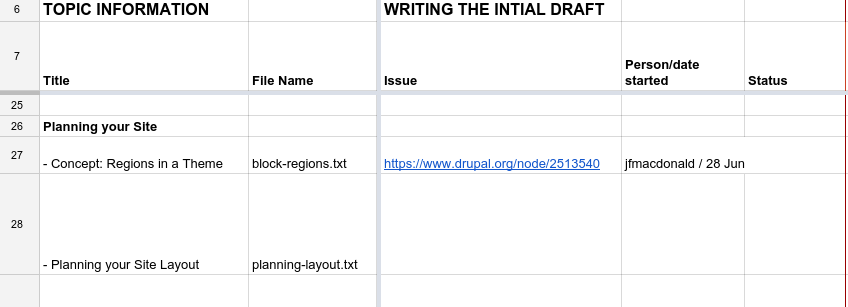 6 TOPIC INFORMATION WRITING THE INTIAL DRAFT
7 Title File Name Issue Person/date started Status
25
26 Planning your Site
27 - Concept: Regions in a Theme block-regions.txt https://www.drupal.org/node/2513540 jfmacdonald / 28 Jun
28 - Planning your Site Layout planning-layout.txt